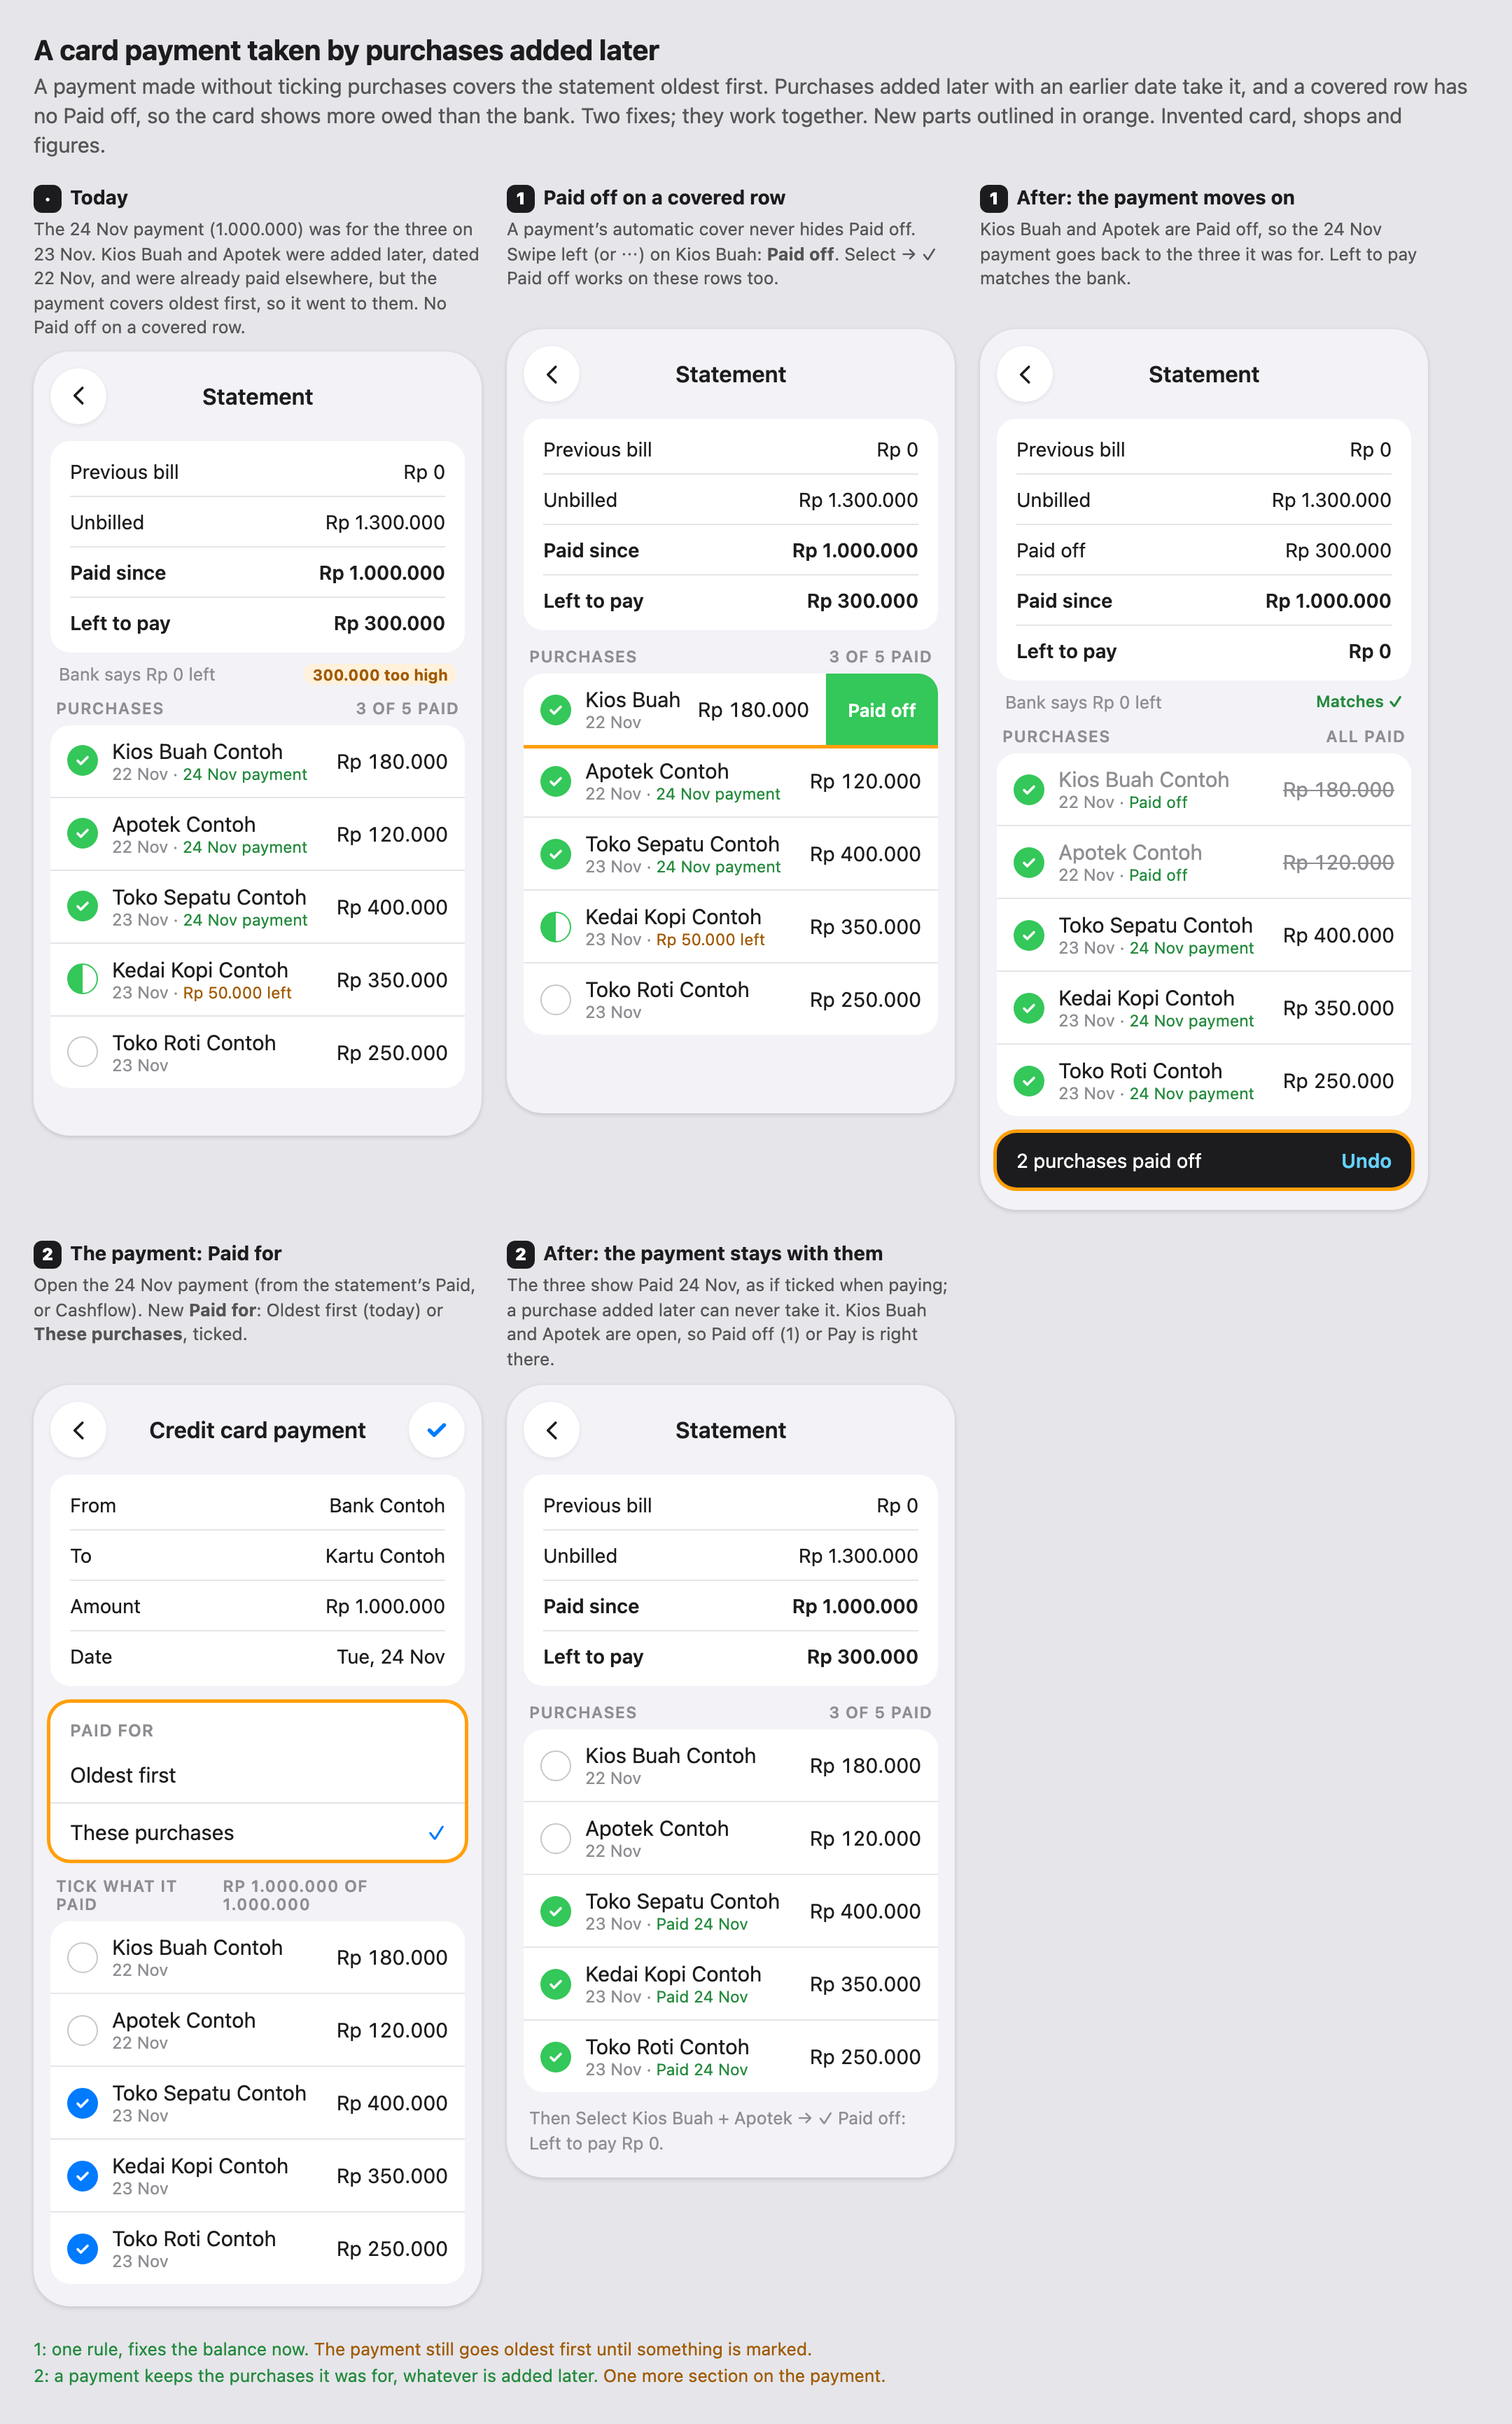 A card payment taken by purchases added later
A payment made without ticking purchases covers the statement oldest first. Purchases added later with an earlier date take it, and a covered row has
no Paid off, so the card shows more owed than the bank. Two fixes; they work together. New parts outlined in orange. Invented card, shops and
figures.
· Today
The 24 Nov payment (1.000.000) was for the three on
23 Nov. Kios Buah and Apotek were added later, dated
22 Nov, and were already paid elsewhere, but the
payment covers oldest first, so it went to them. No
Paid off on a covered row.
Statement
Previous bill Rp 0
Unbilled Rp 1.300.000
Paid since Rp 1.000.000
Left to pay Rp 300.000
Bank says Rp 0 left 300.000 too high
PURCHASES 3 OF 5 PAID
Kios Buah Contoh Rp 180.000
22 Nov · 24 Nov payment
Apotek Contoh Rp 120.000
22 Nov · 24 Nov payment
Toko Sepatu Contoh Rp 400.000
23 Nov · 24 Nov payment
Kedai Kopi Contoh Rp 350.000
23 Nov · Rp 50.000 left
Toko Roti Contoh Rp 250.000
23 Nov
1 Paid off on a covered row
A payment's automatic cover never hides Paid off.
Swipe left (or ···) on Kios Buah: Paid off. Select → ✓
Paid off works on these rows too.
Statement
Previous bill Rp 0
Unbilled Rp 1.300.000
Paid since Rp 1.000.000
Left to pay Rp 300.000
PURCHASES 3 OF 5 PAID
Kios Buah Rp 180.000 Paid off
22 Nov
Apotek Contoh Rp 120.000
22 Nov · 24 Nov payment
Toko Sepatu Contoh Rp 400.000
23 Nov · 24 Nov payment
Kedai Kopi Contoh Rp 350.000
23 Nov · Rp 50.000 left
Toko Roti Contoh Rp 250.000
23 Nov
1 After: the payment moves on
Kios Buah and Apotek are Paid off, so the 24 Nov
payment goes back to the three it was for. Left to pay
matches the bank.
Statement
Previous bill Rp 0
Unbilled Rp 1.300.000
Paid off Rp 300.000
Paid since Rp 1.000.000
Left to pay Rp 0
Bank says Rp 0 left Matches ✓
PURCHASES ALL PAID
Kios Buah Contoh Rp 180.000
22 Nov · Paid off
Apotek Contoh Rp 120.000
22 Nov · Paid off
Toko Sepatu Contoh Rp 400.000
23 Nov · 24 Nov payment
Kedai Kopi Contoh Rp 350.000
23 Nov · 24 Nov payment
Toko Roti Contoh Rp 250.000
23 Nov · 24 Nov payment
2 purchases paid off Undo
2 The payment: Paid for
Open the 24 Nov payment (from the statement's Paid,
or Cashflow). New Paid for: Oldest first (today) or
These purchases, ticked.
Credit card payment
From Bank Contoh
To Kartu Contoh
Amount Rp 1.000.000
Date Tue, 24 Nov
PAID FOR
Oldest first
These purchases ✓
TICK WHAT IT RP 1.000.000 OF
PAID 1.000.000
Kios Buah Contoh Rp 180.000
22 Nov
Apotek Contoh Rp 120.000
22 Nov
Toko Sepatu Contoh Rp 400.000
23 Nov
Kedai Kopi Contoh Rp 350.000
23 Nov
Toko Roti Contoh Rp 250.000
23 Nov
2 After: the payment stays with them
The three show Paid 24 Nov, as if ticked when paying;
a purchase added later can never take it. Kios Buah
and Apotek are open, so Paid off (1) or Pay is right
there.
Statement
Previous bill Rp 0
Unbilled Rp 1.300.000
Paid since Rp 1.000.000
Left to pay Rp 300.000
PURCHASES 3 OF 5 PAID
Kios Buah Contoh Rp 180.000
22 Nov
Apotek Contoh Rp 120.000
22 Nov
Toko Sepatu Contoh Rp 400.000
23 Nov · Paid 24 Nov
Kedai Kopi Contoh Rp 350.000
23 Nov · Paid 24 Nov
Toko Roti Contoh Rp 250.000
23 Nov · Paid 24 Nov
Then Select Kios Buah + Apotek → ✓ Paid off:
Left to pay Rp 0.
1: one rule, fixes the balance now. The payment still goes oldest first until something is marked.
2: a payment keeps the purchases it was for, whatever is added later. One more section on the payment.